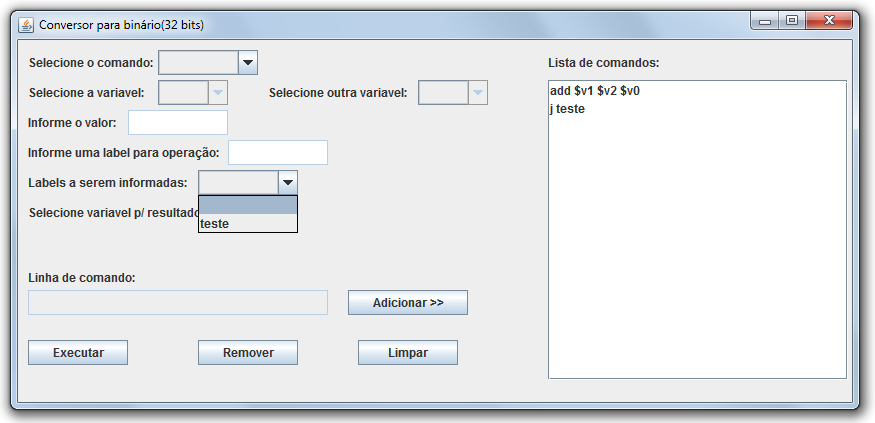 Conversor para binário(32 bits)
Selecione o comando:
Lista de comandos:
Selecione a variavel:
Selecione outra variavel:
add $v1 $v2 $v0
j teste
Informe o valor:
Informe uma label para operação:
Labels a serem informadas:
Selecione variavel p/ resultado
teste
Linha de comando:
Adicionar >>
Executar
Remover
Limpar